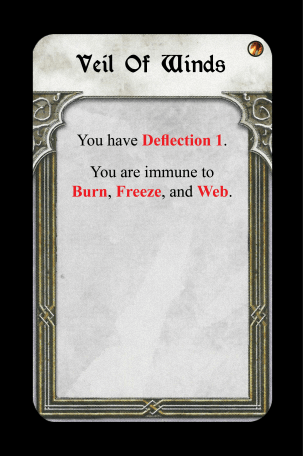 Veil Of Winds
You have Deflection 1.
You are immune to
Burn, Freeze, and Web.